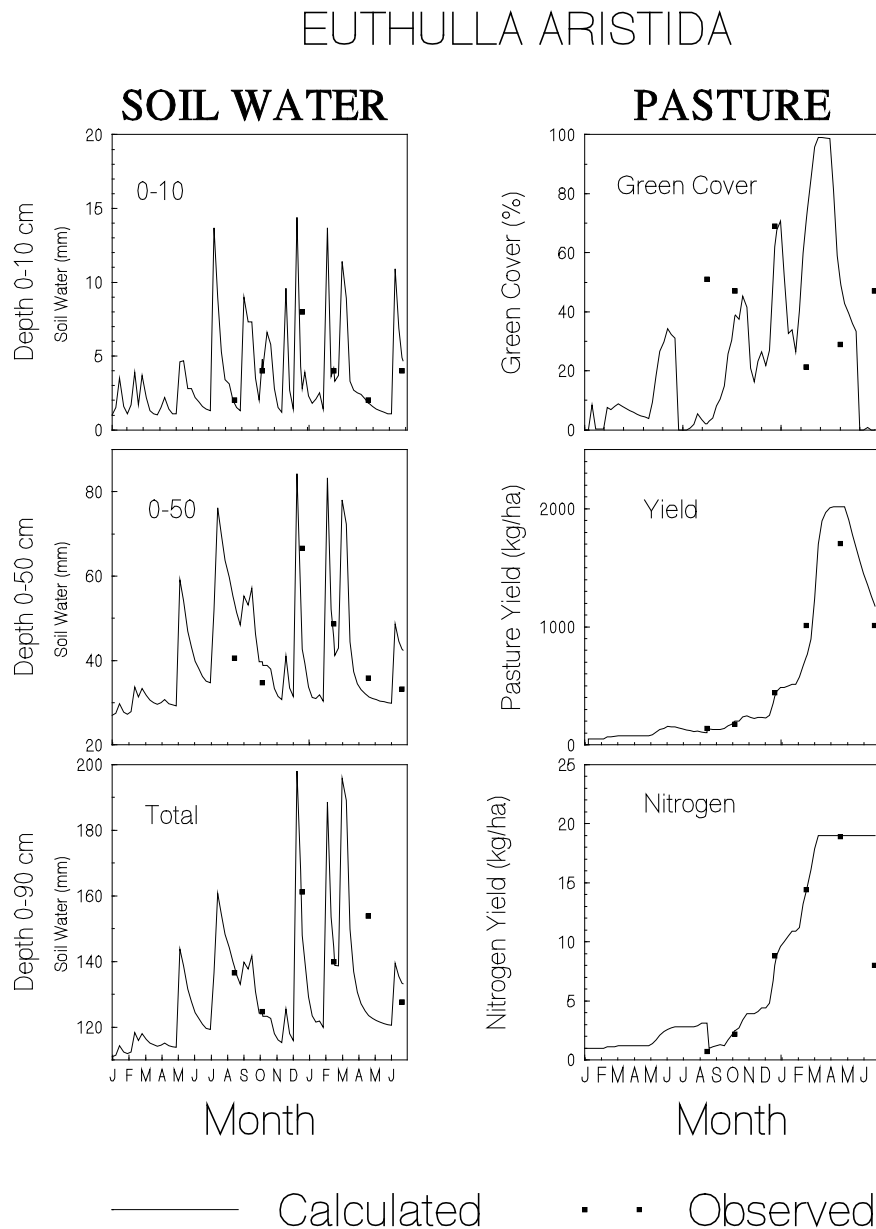 EUTHULLA ARISTIDA
SOIL WATER
Depth 0-10 cm
Soil Water (mm)
20
15
10
5
0
0-10
Depth 0-50 cm
Soil Water (mm)
80
60
40
20
0-50
Depth 0-90 cm
Soil Water (mm)
200
180
160
140
120
Total
J F M A M J J A S O N D J F M A M J
Month
PASTURE
Green Cover (%)
100
80
60
40
20
0
Green Cover
Pasture Yield (kg/ha)
2000
1000
0
Yield
Nitrogen Yield (kg/ha)
25
20
15
10
5
0
Nitrogen
J F M A M J J A S O N D J F M A M J
Month
Calculated
Observed